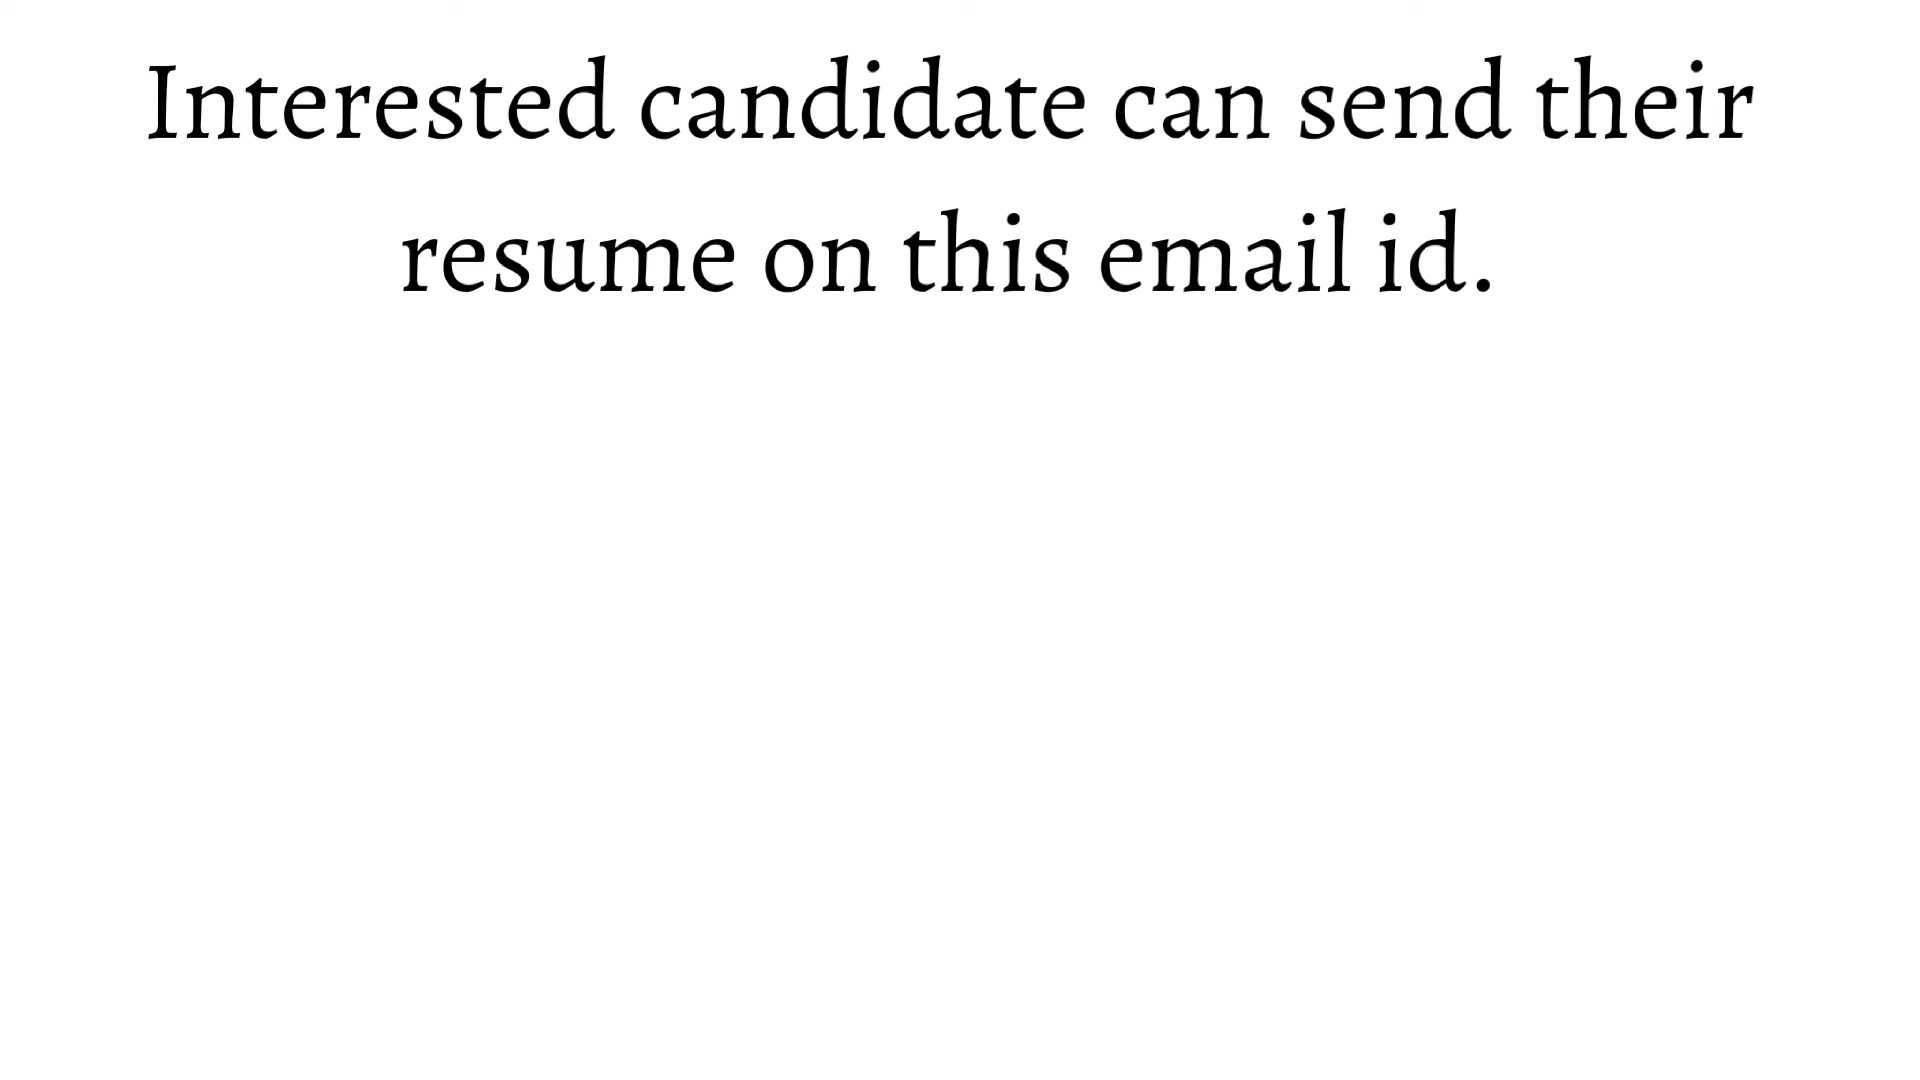 Interested candidate can send their
resume on this email id.